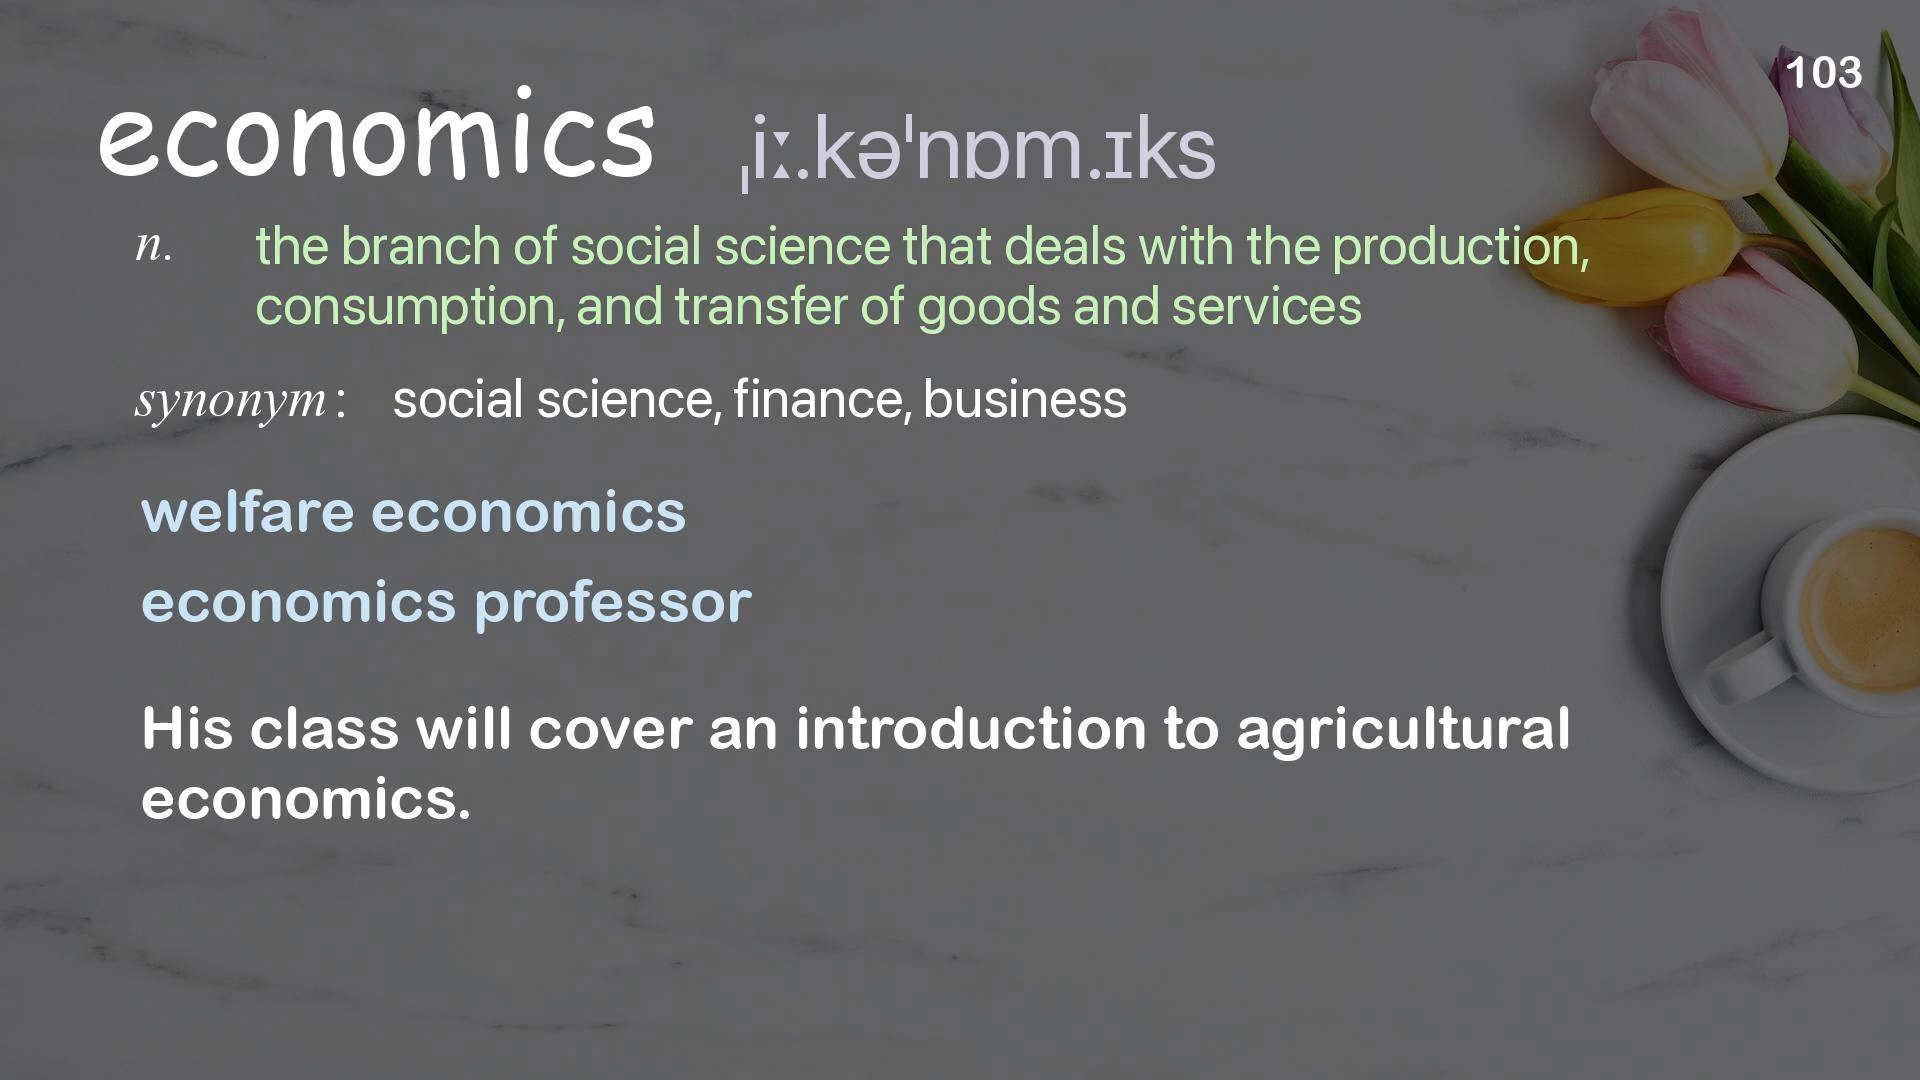 103
economics ˌiː.kəˈnɒm.ɪks
n. the branch of social science that deals with the production,
consumption, and transfer of goods and services
synonym : social science, finance, business
welfare economics
economics professor
His class will cover an introduction to agricultural
economics.